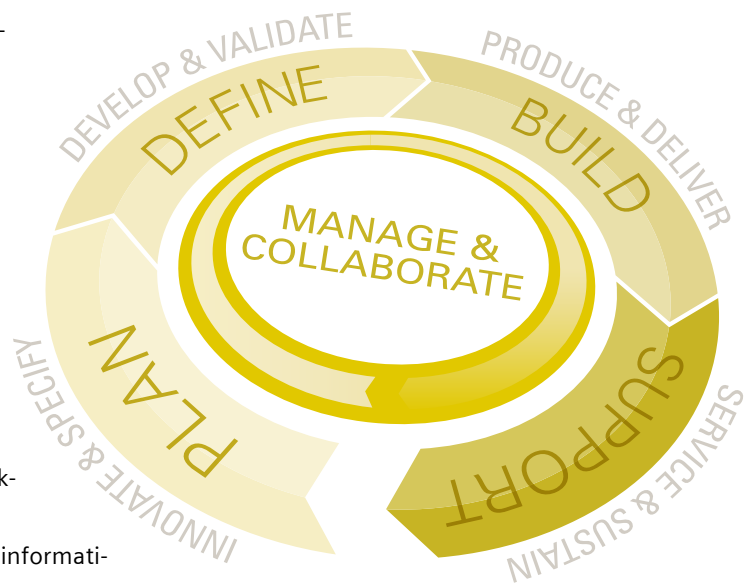 DEVELOP & VALIDATE
DEFINE
PRODUCE & DELIVER
BUILD
MANAGE &
COLLABORATE
PLAN
INNOVATE & SPECIFY
SUPPORT
SERVICE & SUSTAIN
k-
informati-